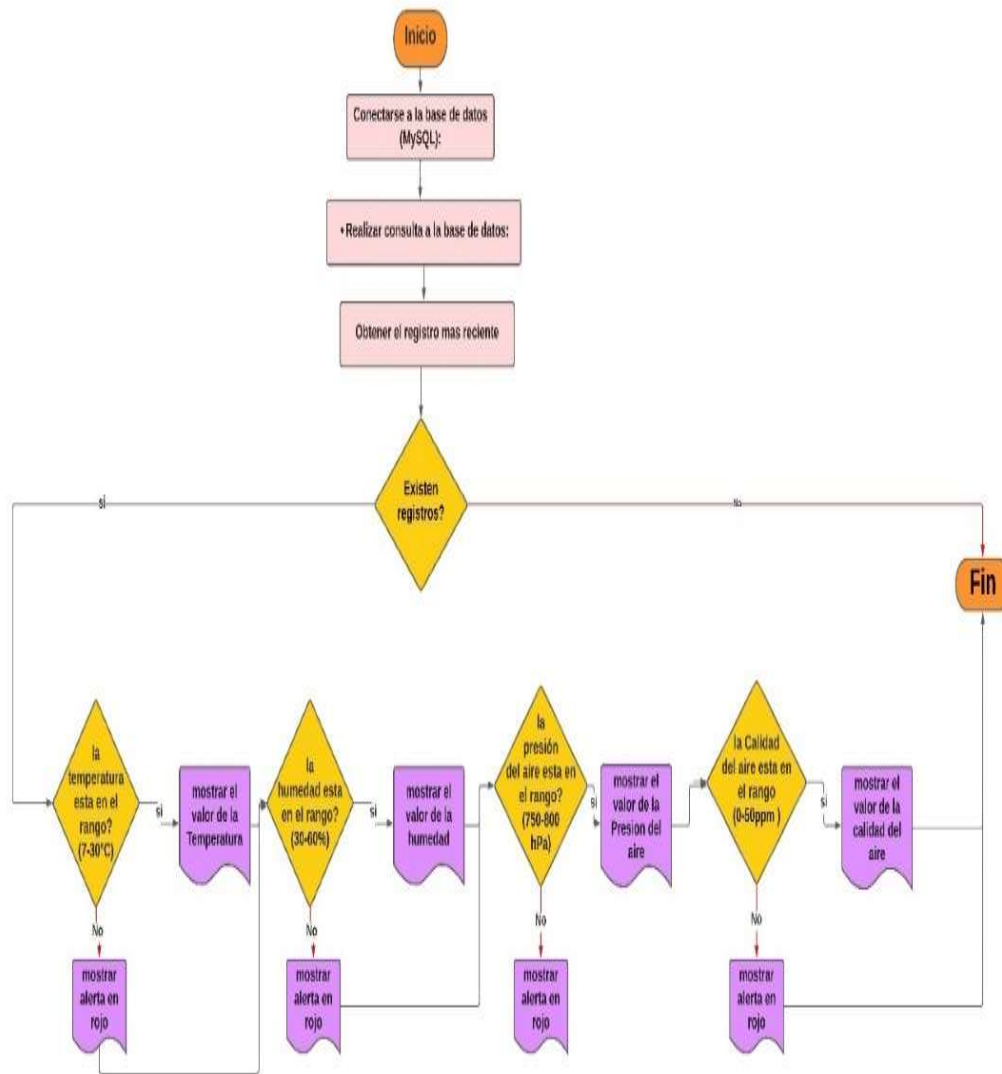 Inicio
Conectarse a la base de datos
(MySQL):
•Realizar consulta a la base de datos:
Obtener el registro mas reciente
Existen
registros?
si
No
Fin
la
temperatura
esta en el
rango?
(7-30°C)
si
mostrar el
valor de la
Temperatura
No
mostrar
alerta en
rojo
la
humedad esta
en el rango?
(30-60%)
si
mostrar el
valor de la
humedad
No
mostrar
alerta en
rojo
la
presión
del aire esta en
el rango?
(750-800
hPa)
si
mostrar el
valor de la
Presion del
aire
No
mostrar
alerta en
rojo
la Calidad
del aire esta en
el rango
(0-50ppm )
si
mostrar el
valor de la
calidad del
aire
No
mostrar
alerta en
rojo